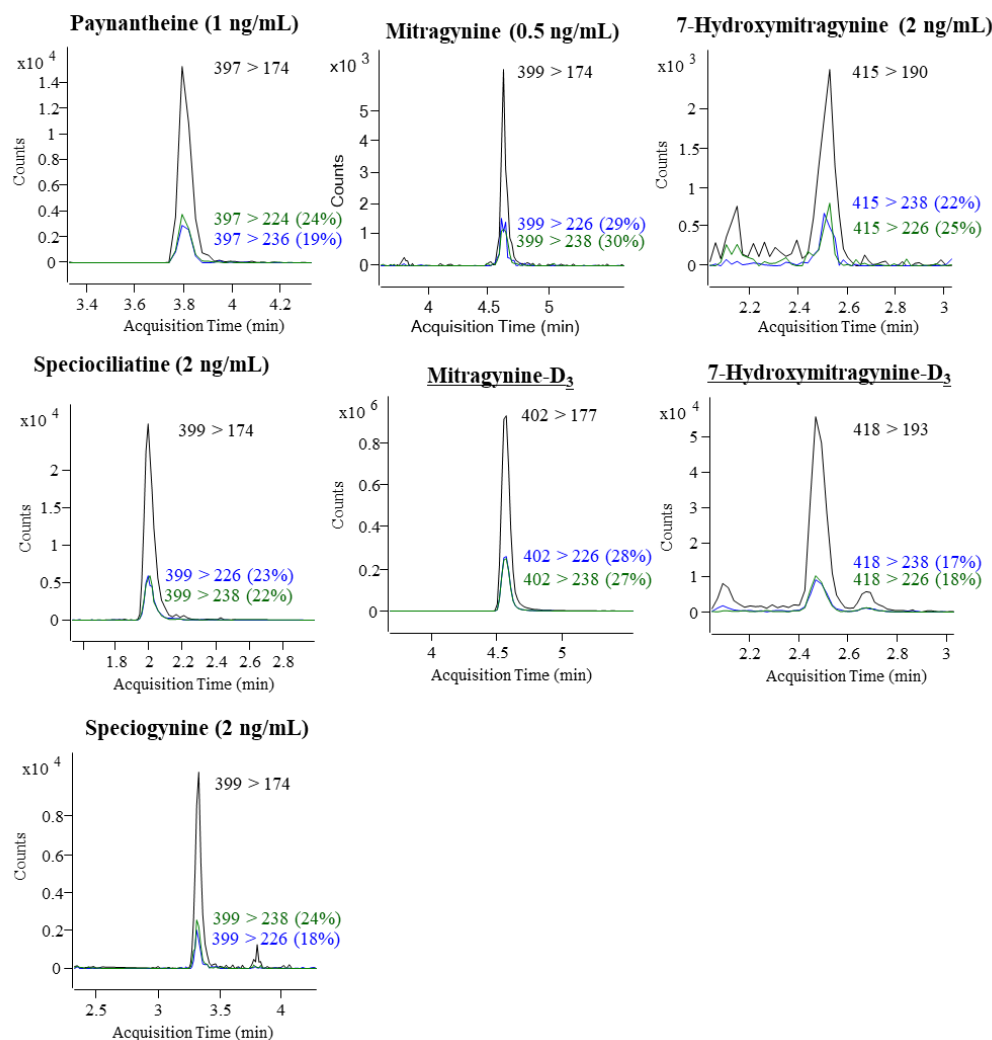 Paynantheine (1 ng/mL)
x10 4
397 > 174
1.4
1.2
1
0.8
0.6
0.4
0.2
0
Counts
397 > 224 (24%)
397 > 236 (19%)
3.4 3.6 3.8 4 4.2
Acquisition Time (min)
Mitragynine (0.5 ng/mL)
x10 3
399 > 174
5
4
3
2
1
0
Counts
399 > 226 (29%)
399 > 238 (30%)
4 4.5 5
Acquisition Time (min)
7-Hydroxymitragynine (2 ng/mL)
x10 3
415 > 190
2
1.5
1
0.5
0
Counts
415 > 238 (22%)
415 > 226 (25%)
2.2 2.4 2.6 2.8 3
Acquisition Time (min)
Speciociliatine (2 ng/mL)
x10 4
399 > 174
2
1.5
1
0.5
0
Counts
399 > 226 (23%)
399 > 238 (22%)
1.8 2 2.2 2.4 2.6 2.8
Acquisition Time (min)
Mitragynine-D3
x10 6
402 > 177
0.8
0.6
0.4
0.2
0
Counts
402 > 226 (28%)
402 > 238 (27%)
4 4.5 5
Acquisition Time (min)
7-Hydroxymitragynine-D3
x10 4
418 > 193
5
4
3
2
1
0
Counts
418 > 238 (17%)
418 > 226 (18%)
2.2 2.4 2.6 2.8 3
Acquisition Time (min)
Speciogynine (2 ng/mL)
x10 4
399 > 174
0.8
0.6
0.4
0.2
0
Counts
399 > 238 (24%)
399 > 226 (18%)
2.5 3 3.5 4
Acquisition Time (min)